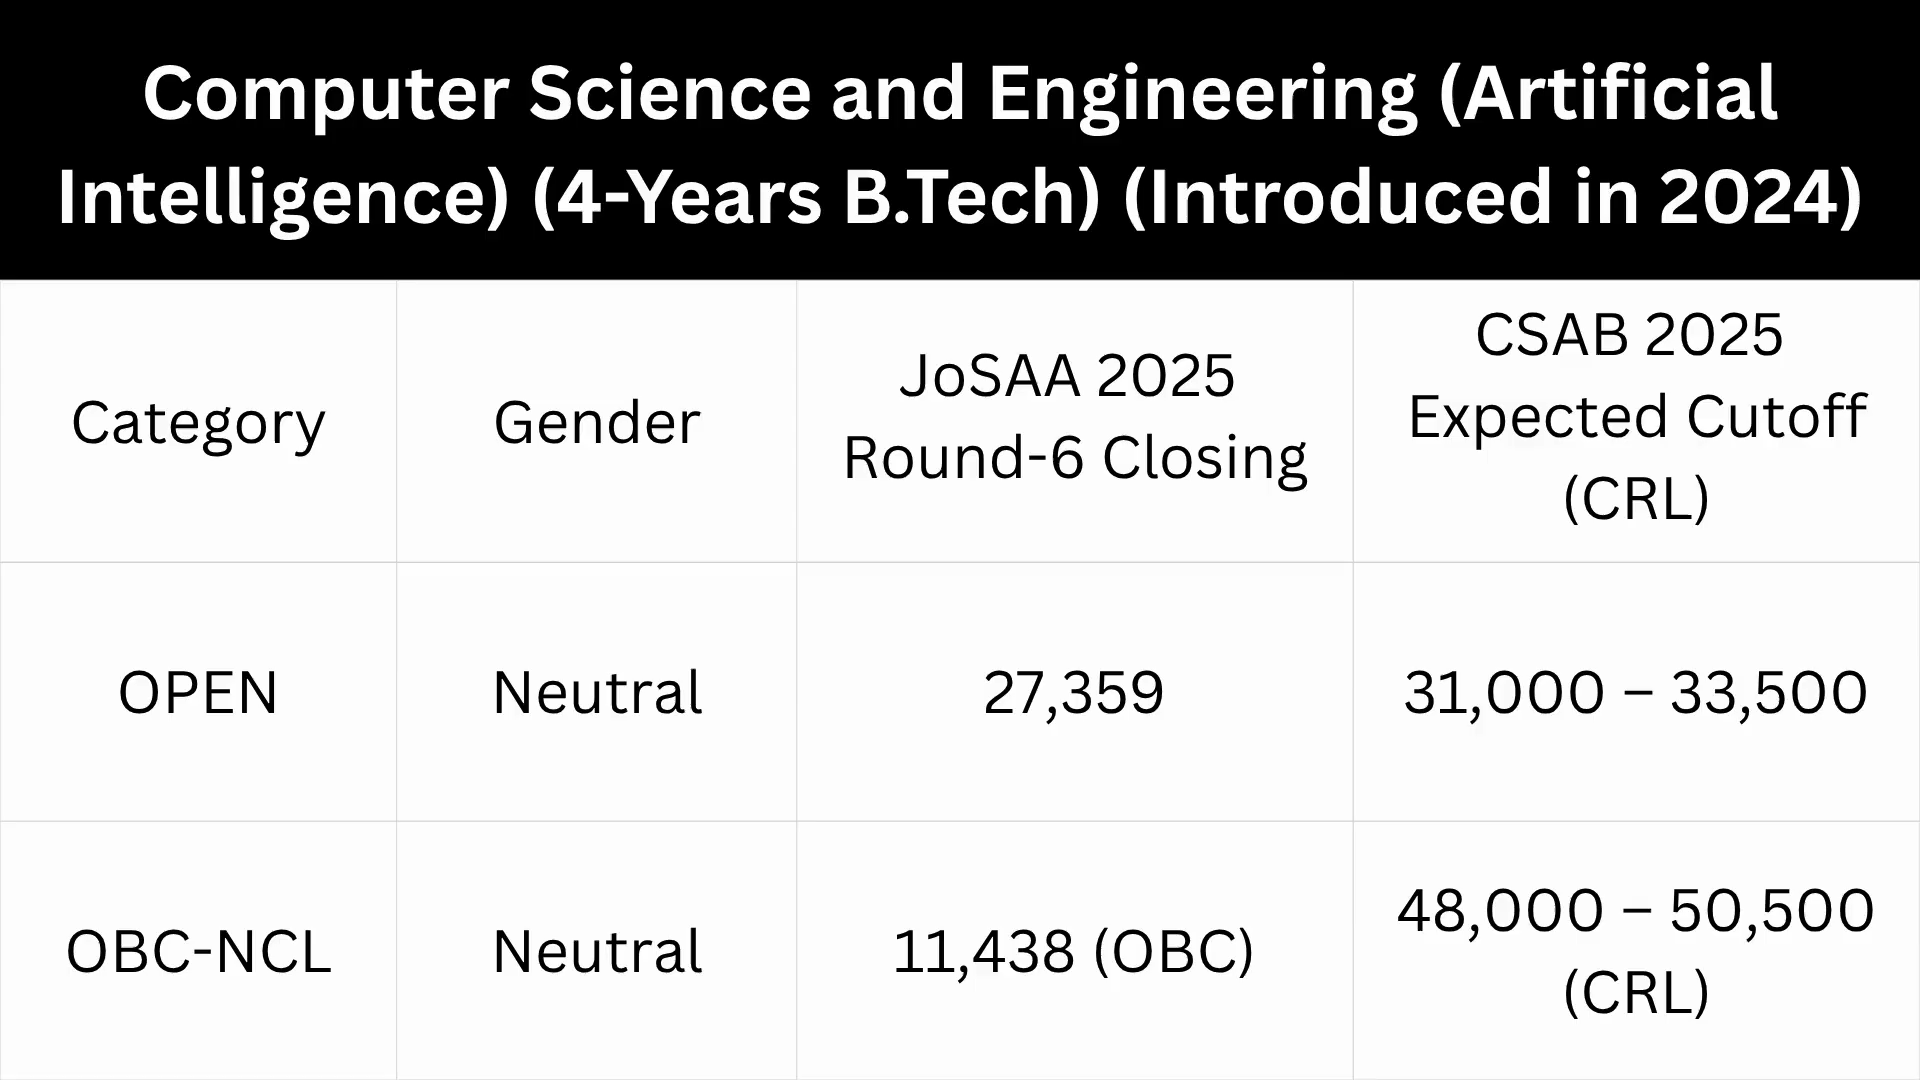 Computer Science and Engineering (Artificial
Intelligence) (4-Years B.Tech) (Introduced in 2024)
Category
Gender
JoSAA 2025
Round-6 Closing
CSAB 2025
Expected Cutoff
(CRL)
OPEN
Neutral
27,359
31,000 – 33,500
OBC-NCL
Neutral
11,438 (OBC)
48,000 – 50,500
(CRL)